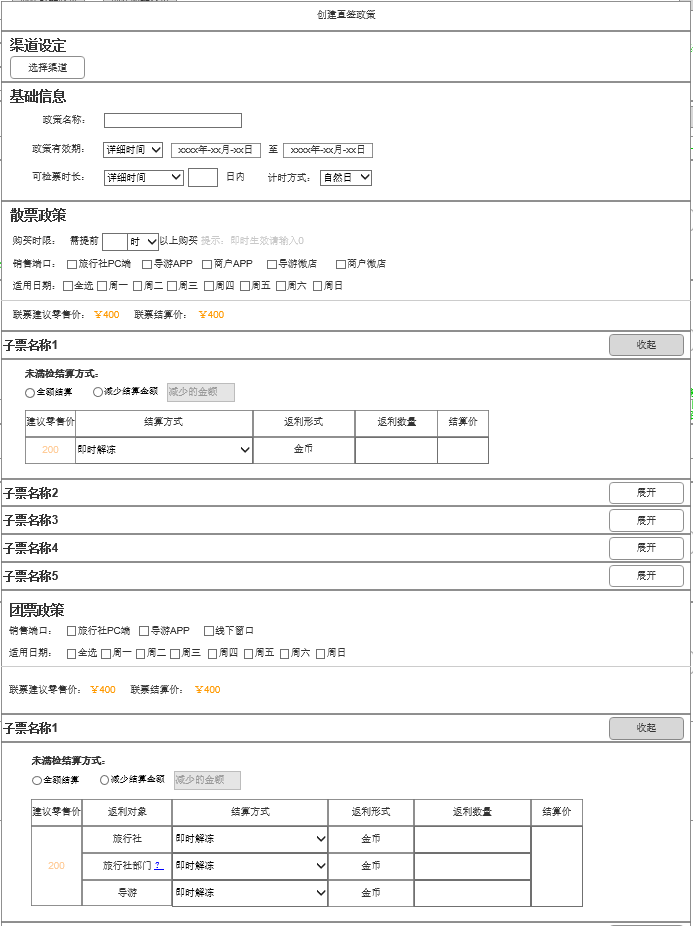 创建直签政策
渠道设定
选择渠道
基础信息
政策名称:
政策有效期: 详细时间 xxxx年-xx月-xx日 至 xxxx年-xx月-xx日
可检票时长: 详细时间 日内 计时方式: 自然日
散票政策
购买时限: 需提前 时 以上购买 提示: 即时生效请输入0
销售端口: 旅行社PC端 导游APP 商户APP 导游微店 商户微店
适用日期: 全选 周一 周二 周三 周四 周五 周六 周日
联票建议零售价: ￥400 联票结算价: ￥400
子票名称1 收起
未满检结算方式:
全额结算 减少结算金额 减少的金额
建议零售价 结算方式 返利形式 返利数量 结算价
200 即时解冻 金币
子票名称2 展开
子票名称3 展开
子票名称4 展开
子票名称5 展开
团票政策
销售端口: 旅行社PC端 导游APP 线下窗口
适用日期: 全选 周一 周二 周三 周四 周五 周六 周日
联票建议零售价: ￥400 联票结算价: ￥400
子票名称1 收起
未满检结算方式:
全额结算 减少结算金额 减少的金额
建议零售价 返利对象 结算方式 返利形式 返利数量 结算价
旅行社 即时解冻 金币
200 旅行社部门 ? 即时解冻 金币
导游 即时解冻 金币